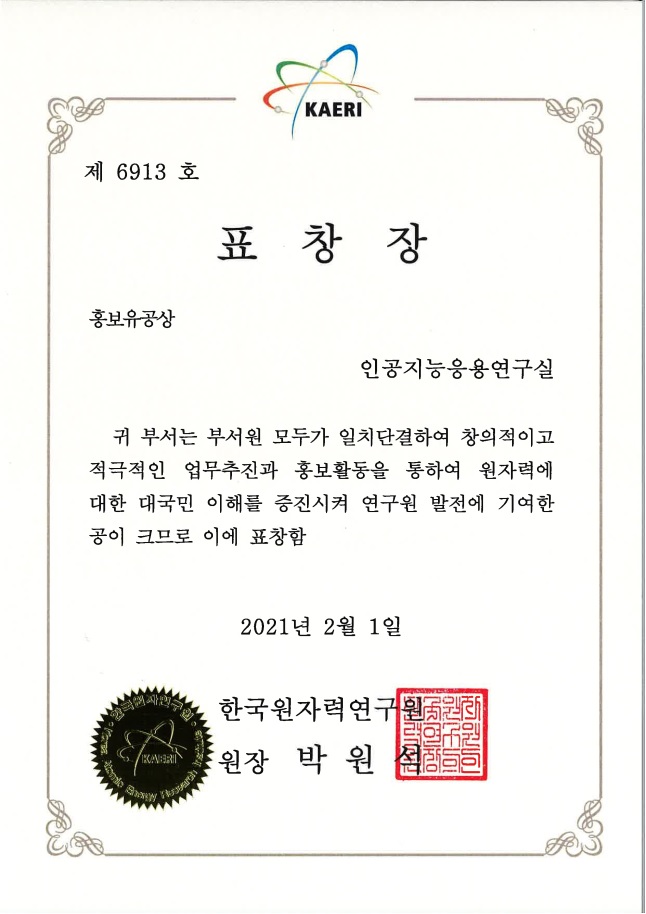 KAERI
제 6913 호
표 창 장
홍보유공상
인공지능응용연구실
귀 부서는 부서원 모두가 일치단결하여 창의적이고
적극적인 업무추진과 홍보활동을 통하여 원자력에
대한 대국민 이해를 증진시켜 연구원 발전에 기여한
공이 크므로 이에 표창함
2021년 2월 1일
한국원자력연구원
원장 박 원 석
한국원자력연구원
KAERI
Energy Research